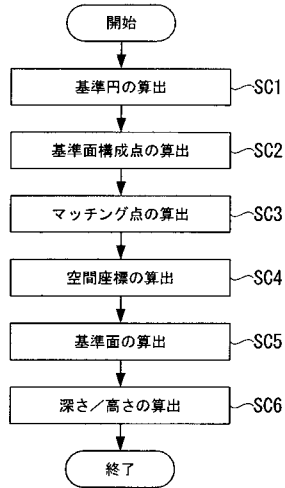 開始
基準円の算出 SC1
基準面構成点の算出 SC2
マッチング点の算出 SC3
空間座標の算出 SC4
基準面の算出 SC5
深さ／高さの算出 SC6
終了